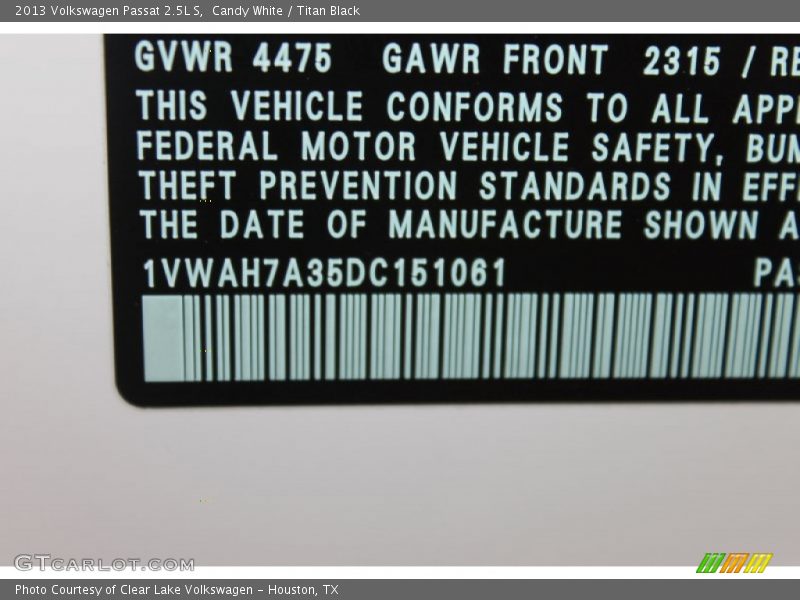 2013 Volkswagen Passat 2.5L S, Candy White / Titan Black
GVWR 4475 GAWR FRONT 2315 / RE
THIS VEHICLE CONFORMS TO ALL APPL
FEDERAL MOTOR VEHICLE SAFETY, BUM
THEFT PREVENTION STANDARDS IN EFF
THE DATE OF MANUFACTURE SHOWN A
1VWAH7A35DC151061 PAS
GTCARLOT.COM
Photo Courtesy of Clear Lake Volkswagen – Houston, TX